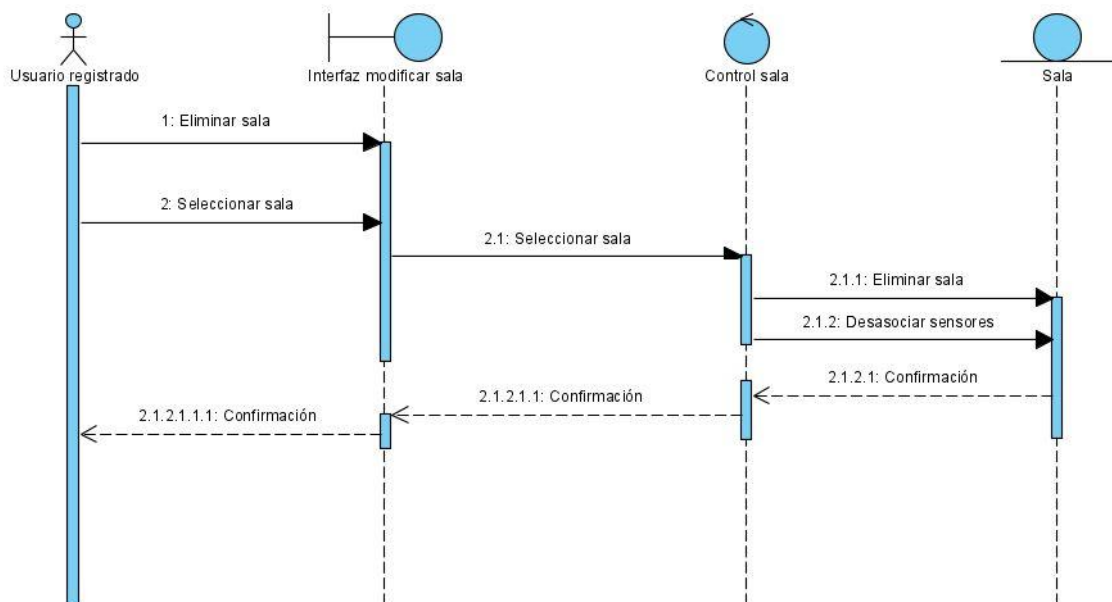 Usuario registrado
Interfaz modificar sala
Control sala
Sala
1: Eliminar sala
2: Seleccionar sala
2.1: Seleccionar sala
2.1.1: Eliminar sala
2.1.2: Desasociar sensores
2.1.2.1: Confirmación
2.1.2.1.1: Confirmación
2.1.2.1.1.1: Confirmación